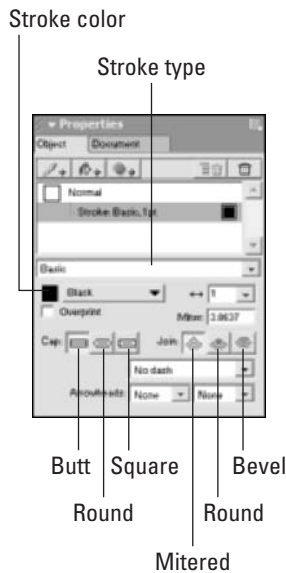 Stroke color
Stroke type
Properties
Object Document
Normal
Stroke: Basic, 1pt
Basic
Black 1
Overprint Miter: 3.8637
Cap: Join:
No dash
Arrowheads: None None
Butt Square Bevel
Round Round
Mitered